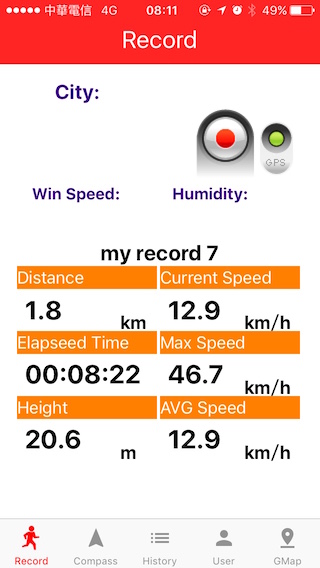 中華電信 4G 08:11 49%
Record
City:
GPS
Win Speed: Humidity:
my record 7
Distance Current Speed
1.8 km 12.9 km/h
Elapseed Time Max Speed
00:08:22 46.7 km/h
Height AVG Speed
20.6 m 12.9 km/h
Record Compass History User GMap